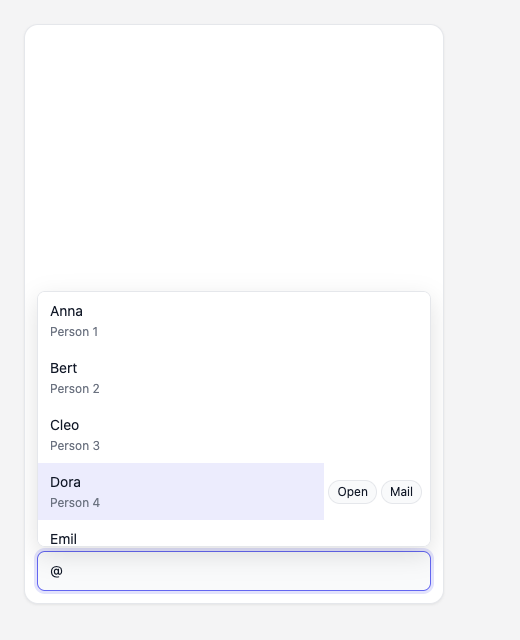 Anna
Person 1
Bert
Person 2
Cleo
Person 3
Dora
Person 4
Open Mail
Emil
@